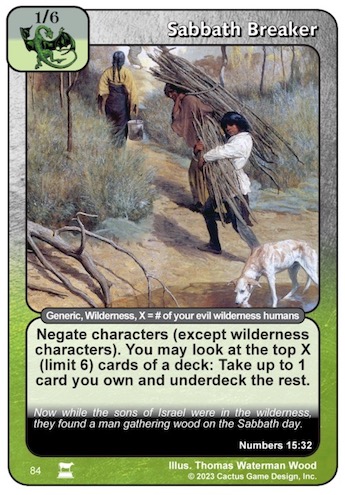 1/6
Sabbath Breaker
Generic, Wilderness, X = # of your evil wilderness humans
Negate characters (except wilderness
characters). You may look at the top X
(limit 6) cards of a deck: Take up to 1
card you own and underdeck the rest.
Now while the sons of Israel were in the wilderness,
they found a man gathering wood on the Sabbath day.
Numbers 15:32
84
Illus. Thomas Waterman Wood
© 2023 Cactus Game Design, Inc.